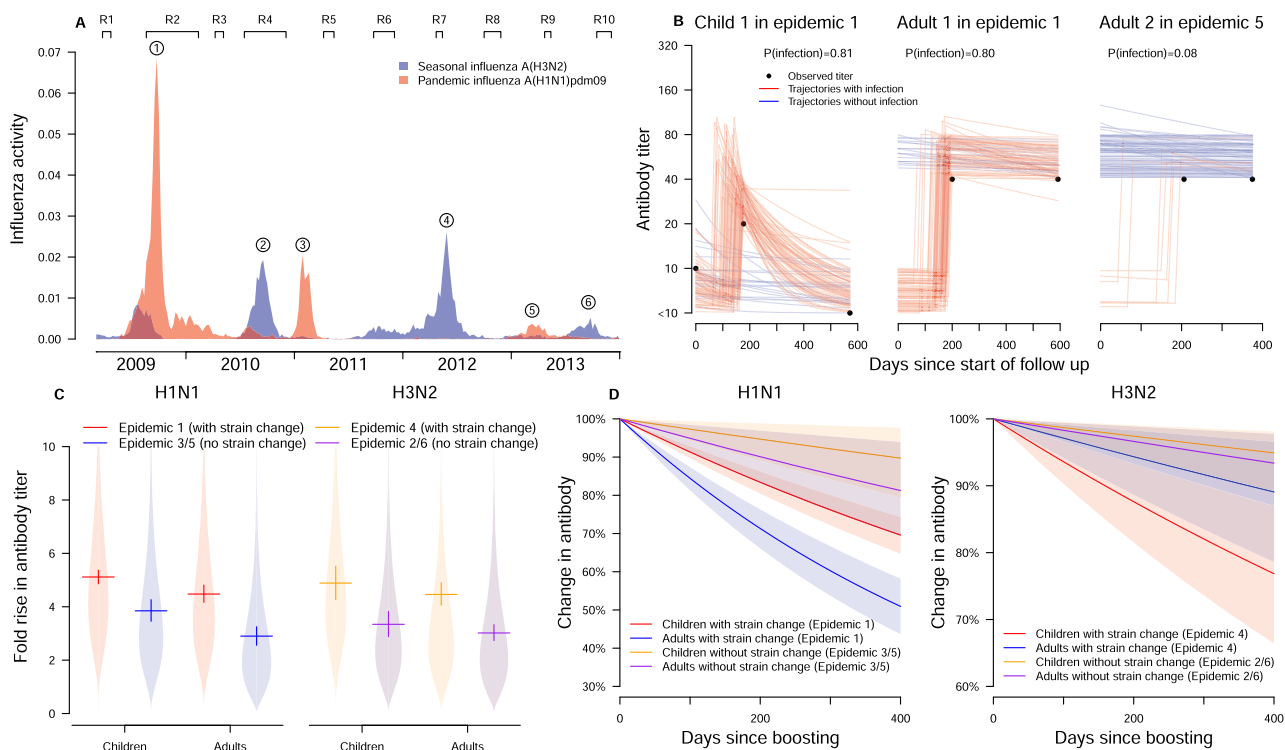 A
R1 R2 R3 R4 R5 R6 R7 R8 R9 R10
Influenza activity
0.07
0.06
0.05
0.04
0.03
0.02
0.01
0.00
1
2
3
4
5
6
Seasonal influenza A(H3N2)
Pandemic influenza A(H1N1)pdm09
2009 2010 2011 2012 2013
B
Child 1 in epidemic 1
Adult 1 in epidemic 1
Adult 2 in epidemic 5
P(infection)=0.81
P(infection)=0.80
P(infection)=0.08
Observed titer
Trajectories with infection
Trajectories without infection
Antibody titer
320
160
80
40
20
10
<10
0 200 400 600
0 200 400 600
0 200 400
Days since start of follow up
C
H1N1
H3N2
Epidemic 1 (with strain change)
Epidemic 3/5 (no strain change)
Epidemic 4 (with strain change)
Epidemic 2/6 (no strain change)
Fold rise in antibody titer
10
8
6
4
2
0
Children Adults
Children Adults
D
H1N1
Change in antibody
100%
90%
80%
70%
60%
50%
40%
30%
Children with strain change (Epidemic 1)
Adults with strain change (Epidemic 1)
Children without strain change (Epidemic 3/5)
Adults without strain change (Epidemic 3/5)
0 200 400
Days since boosting
H3N2
Change in antibody
100%
90%
80%
70%
60%
Children with strain change (Epidemic 4)
Adults with strain change (Epidemic 4)
Children without strain change (Epidemic 2/6)
Adults without strain change (Epidemic 2/6)
0 200 400
Days since boosting